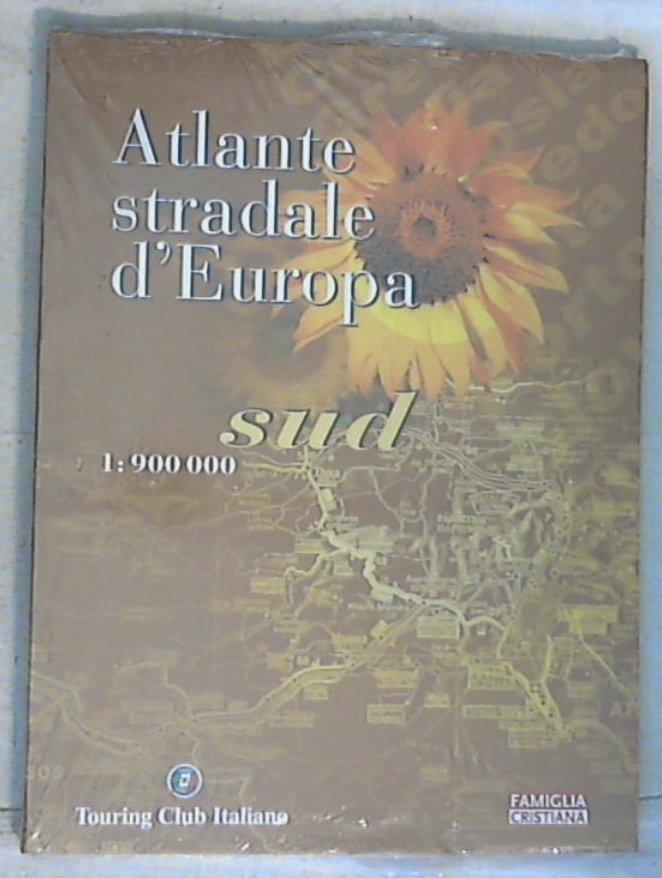 Atlante
stradale
d'Europa
sud
1:900 000
Touring Club Italiano
FAMIGLIA
CRISTIANA